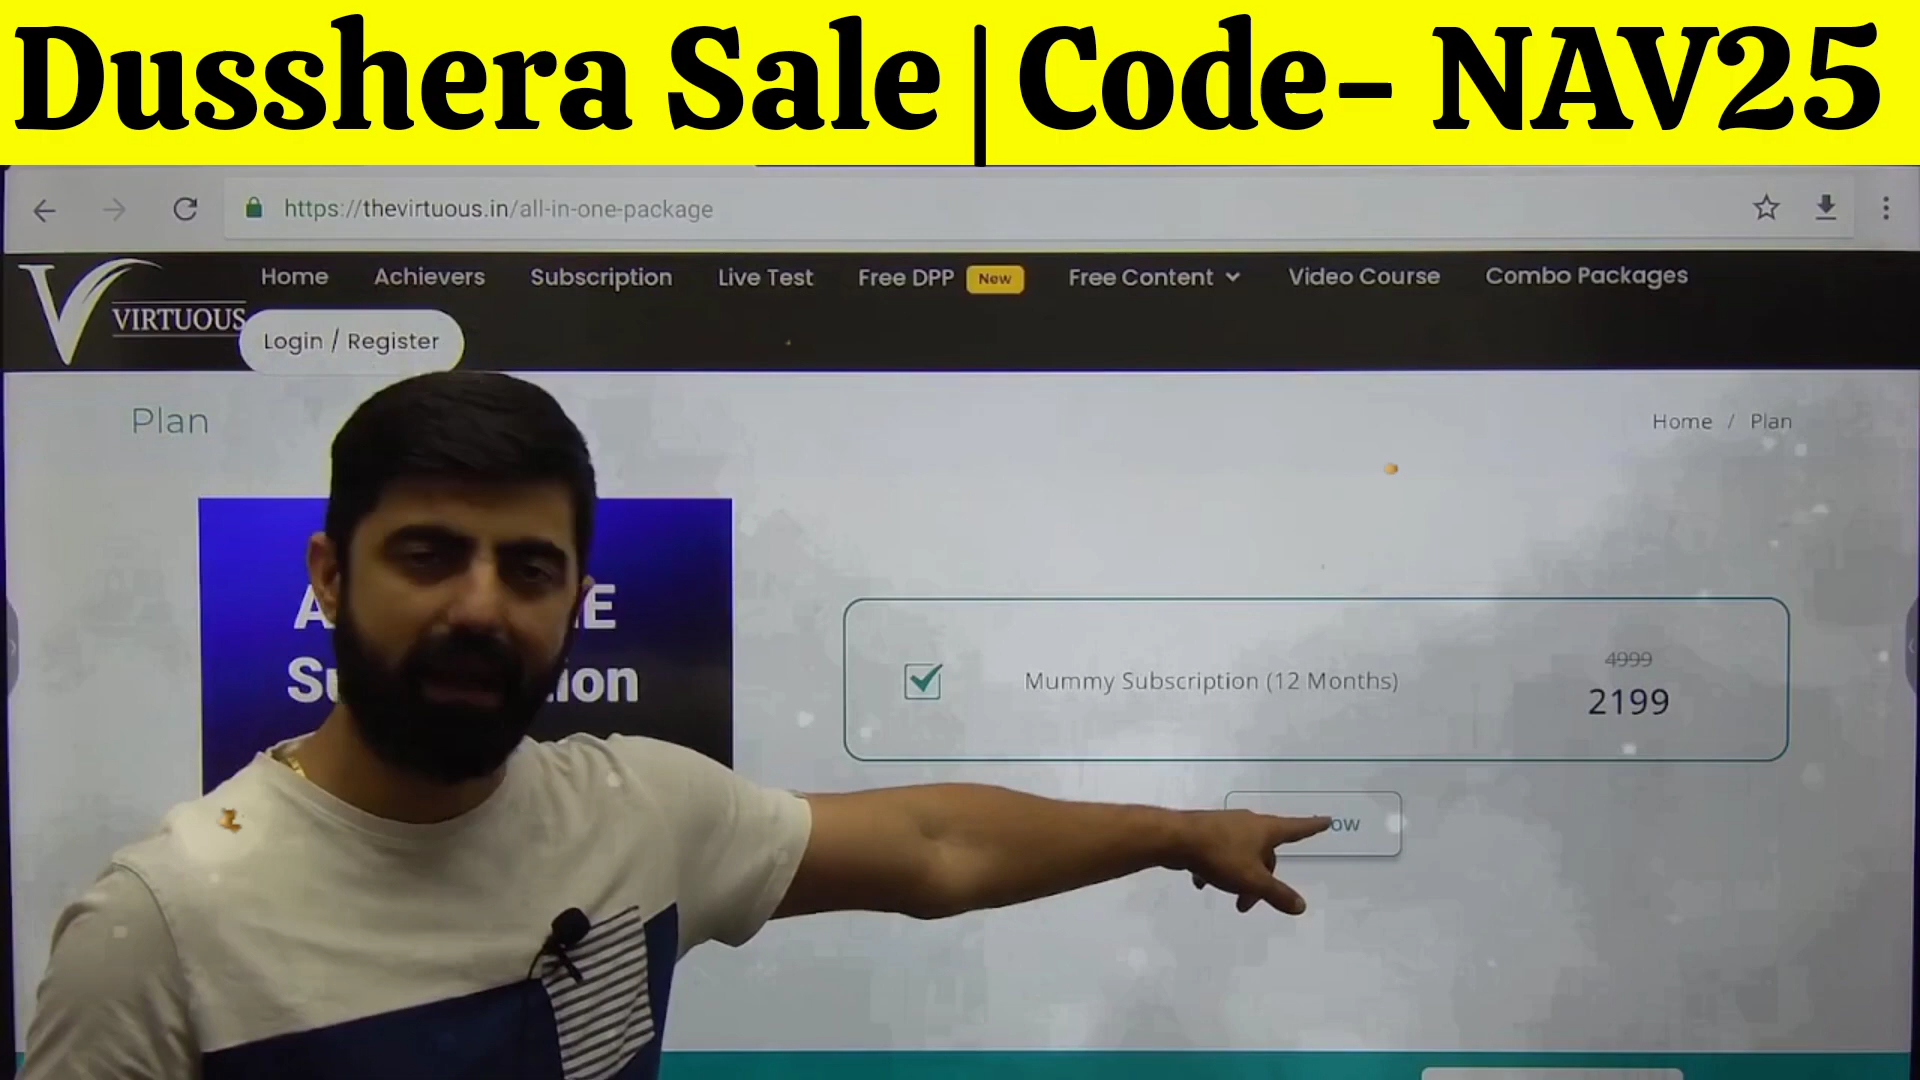 Dusshera Sale | Code- NAV25
https://thevirtuous.in/all-in-one-package
VIRTUOUS
Home Achievers Subscription Live Test Free DPP New Free Content Video Course Combo Packages
Login / Register
Plan
Home / Plan
4999
Mummy Subscription (12 Months)
2199